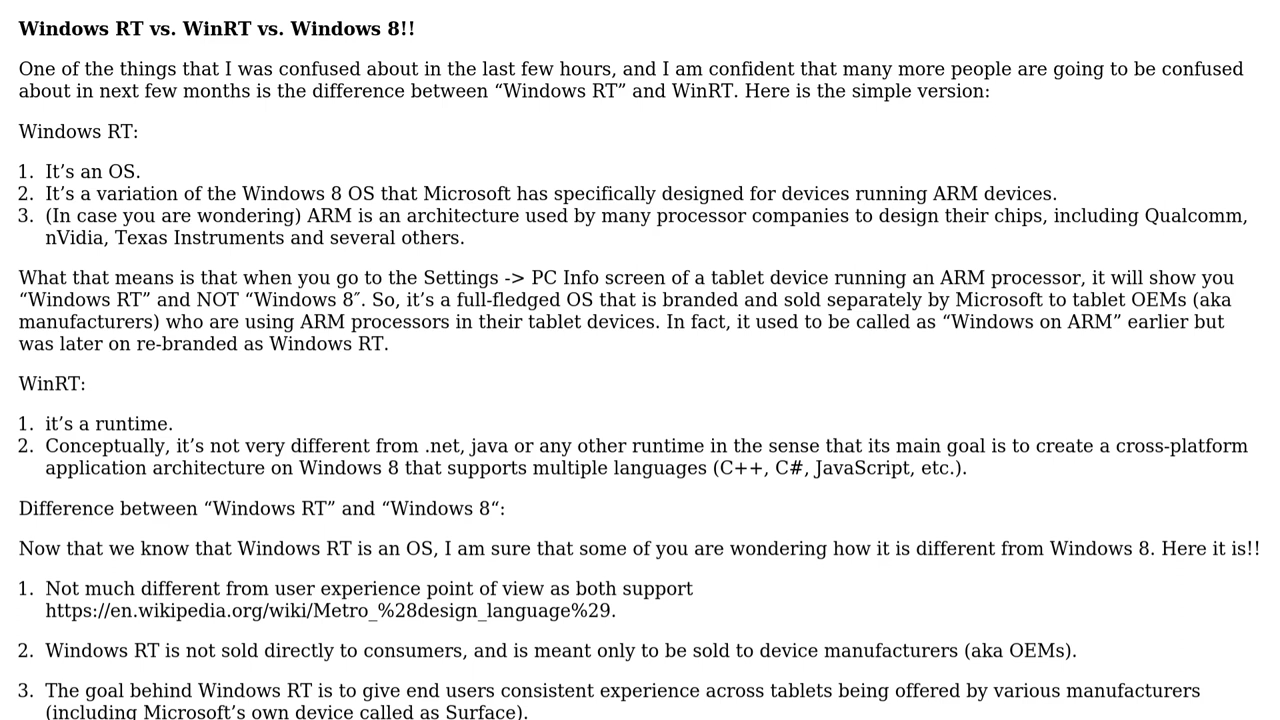 Windows RT vs. WinRT vs. Windows 8!!
One of the things that I was confused about in the last few hours, and I am confident that many more people are going to be confused
about in next few months is the difference between “Windows RT” and WinRT. Here is the simple version:
Windows RT:
1. It’s an OS.
2. It’s a variation of the Windows 8 OS that Microsoft has specifically designed for devices running ARM devices.
3. (In case you are wondering) ARM is an architecture used by many processor companies to design their chips, including Qualcomm,
nVidia, Texas Instruments and several others.
What that means is that when you go to the Settings -> PC Info screen of a tablet device running an ARM processor, it will show you
“Windows RT” and NOT “Windows 8″. So, it’s a full-fledged OS that is branded and sold separately by Microsoft to tablet OEMs (aka
manufacturers) who are using ARM processors in their tablet devices. In fact, it used to be called as “Windows on ARM” earlier but
was later on re-branded as Windows RT.
WinRT:
1. it’s a runtime.
2. Conceptually, it’s not very different from .net, java or any other runtime in the sense that its main goal is to create a cross-platform
application architecture on Windows 8 that supports multiple languages (C++, C#, JavaScript, etc.).
Difference between “Windows RT” and “Windows 8“:
Now that we know that Windows RT is an OS, I am sure that some of you are wondering how it is different from Windows 8. Here it is!!
1. Not much different from user experience point of view as both support
https://en.wikipedia.org/wiki/Metro_%28design_language%29.
2. Windows RT is not sold directly to consumers, and is meant only to be sold to device manufacturers (aka OEMs).
3. The goal behind Windows RT is to give end users consistent experience across tablets being offered by various manufacturers
(including Microsoft’s own device called as Surface).